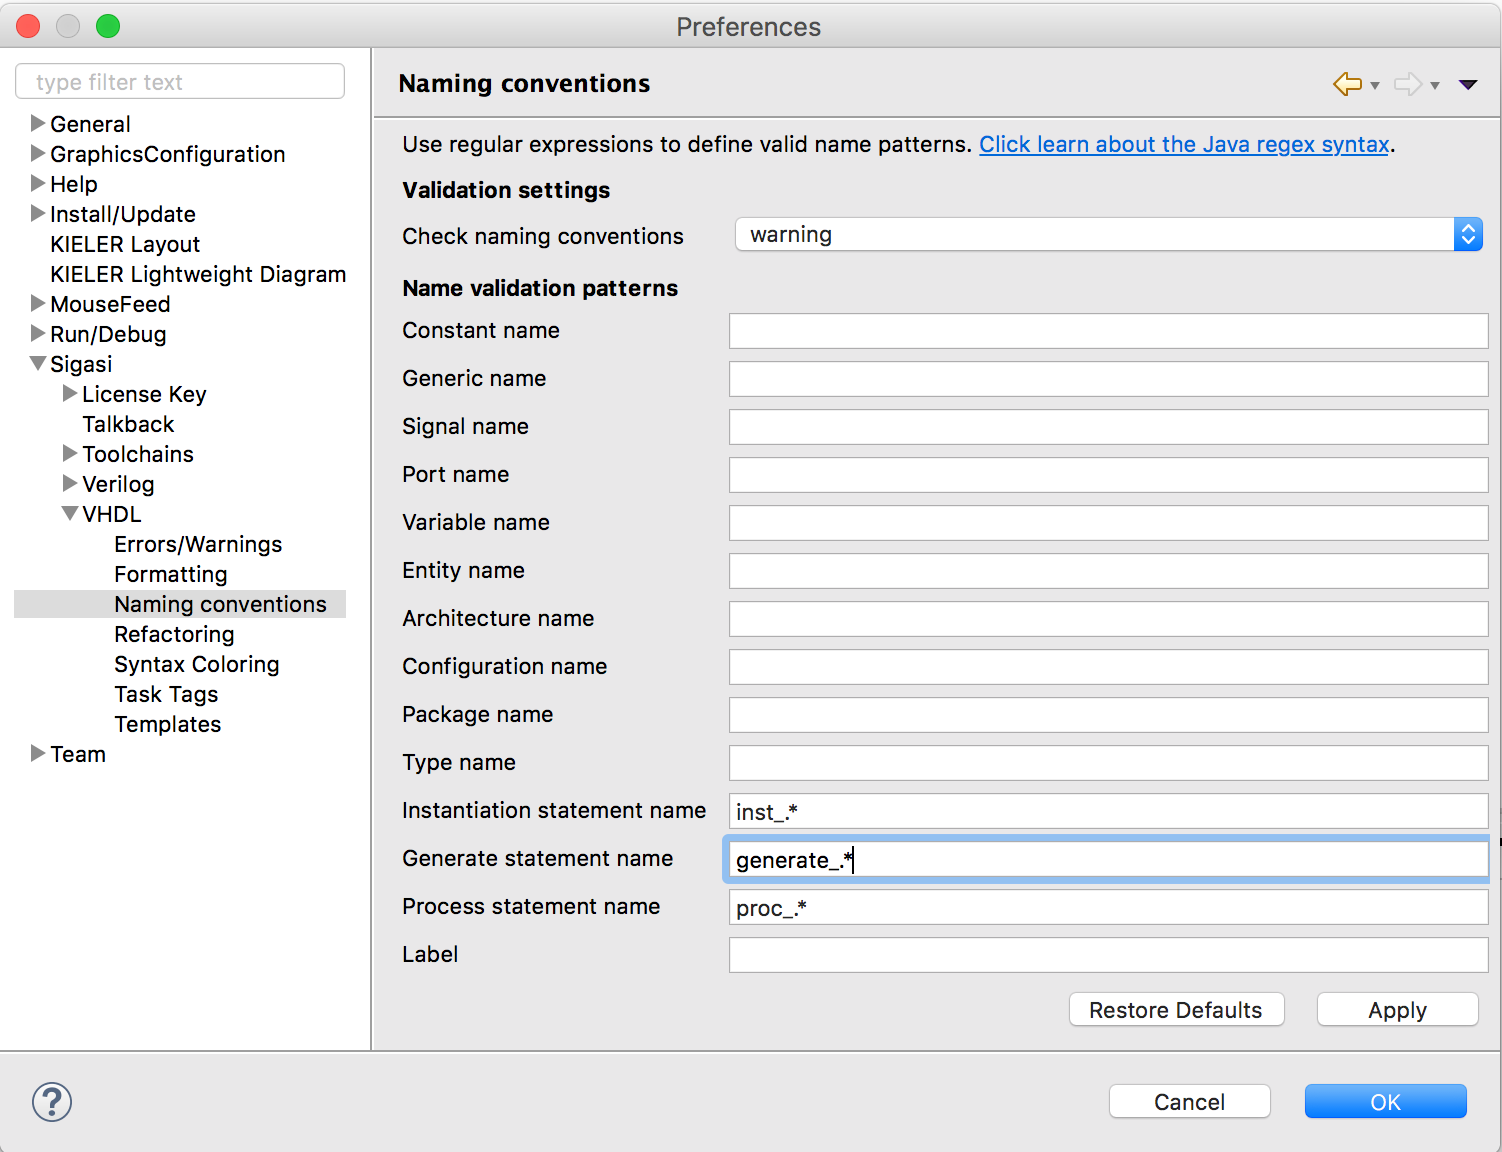 Preferences
type filter text
General
GraphicsConfiguration
Help
Install/Update
KIELER Layout
KIELER Lightweight Diagram
MouseFeed
Run/Debug
Sigasi
License Key
Talkback
Toolchains
Verilog
VHDL
Errors/Warnings
Formatting
Naming conventions
Refactoring
Syntax Coloring
Task Tags
Templates
Team
Naming conventions
Use regular expressions to define valid name patterns. Click learn about the Java regex syntax.
Validation settings
Check naming conventions warning
Name validation patterns
Constant name
Generic name
Signal name
Port name
Variable name
Entity name
Architecture name
Configuration name
Package name
Type name
Instantiation statement name inst_.*
Generate statement name generate_.*
Process statement name proc_.*
Label
Restore Defaults Apply
? Cancel OK